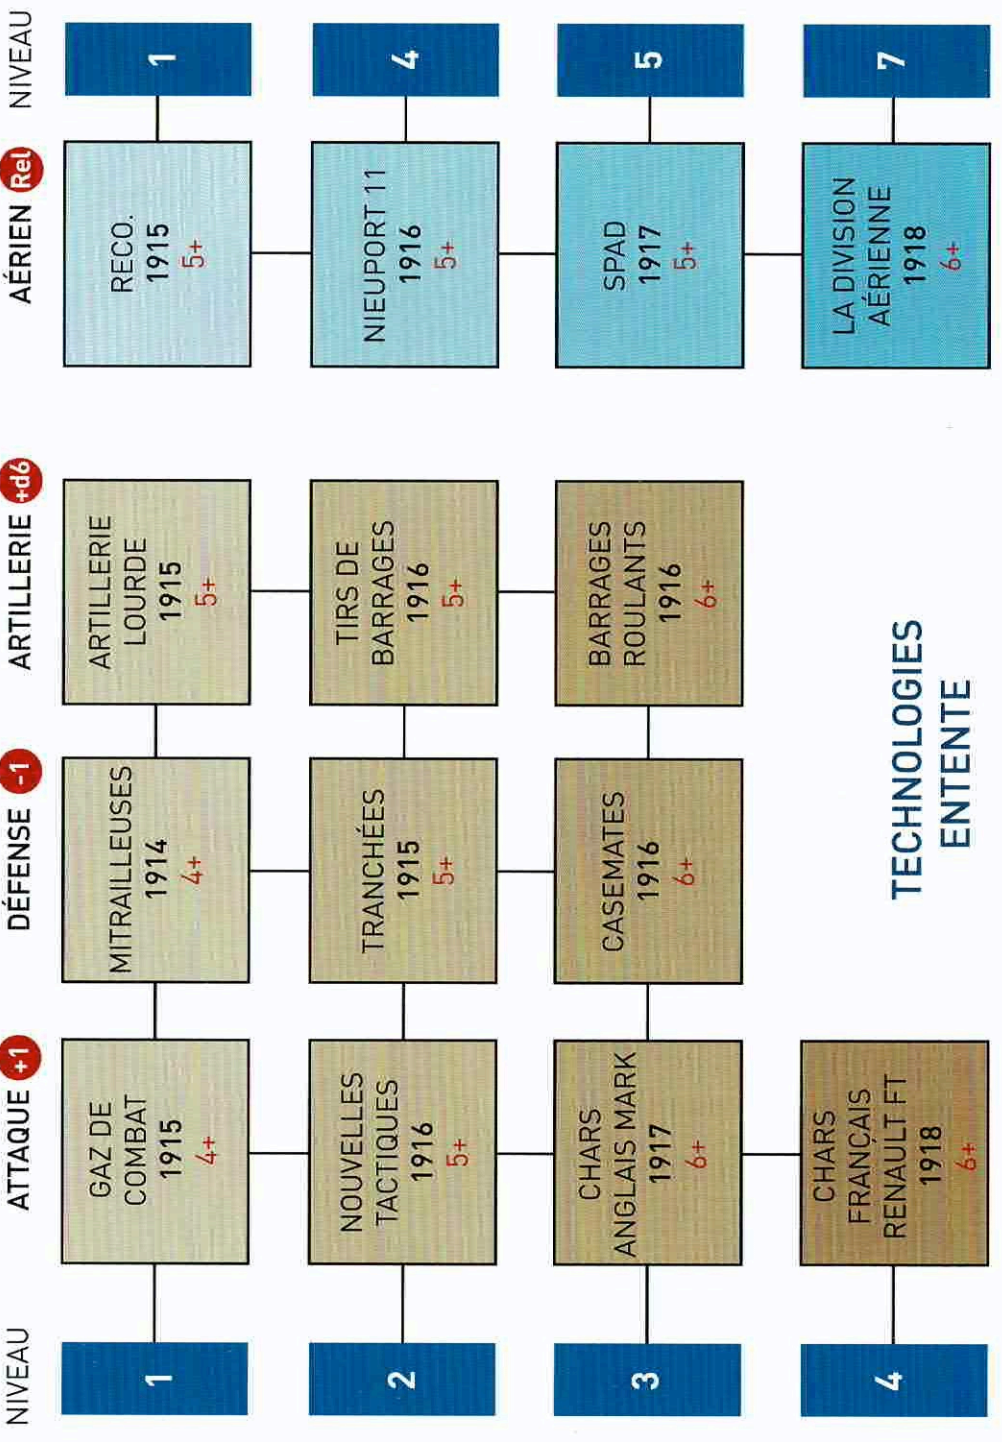 NIVEAU
ATTAQUE +1
DÉFENSE -1
ARTILLERIE +d6
AÉRIEN Rel
NIVEAU
1
GAZ DE
COMBAT
1915
4+
MITRAILLEUSES
1914
4+
ARTILLERIE
LOURDE
1915
5+
RECO.
1915
5+
1
2
NOUVELLES
TACTIQUES
1916
5+
TRANCHÉES
1915
5+
TIRS DE
BARRAGES
1916
5+
NIEUPORT 11
1916
5+
4
3
CHARS
ANGLAIS MARK
1917
6+
CASEMATES
1916
6+
BARRAGES
ROULANTS
1916
6+
SPAD
1917
5+
5
4
CHARS
FRANÇAIS
RENAULT FT
1918
6+
TECHNOLOGIES
ENTENTE
LA DIVISION
AÉRIENNE
1918
6+
7